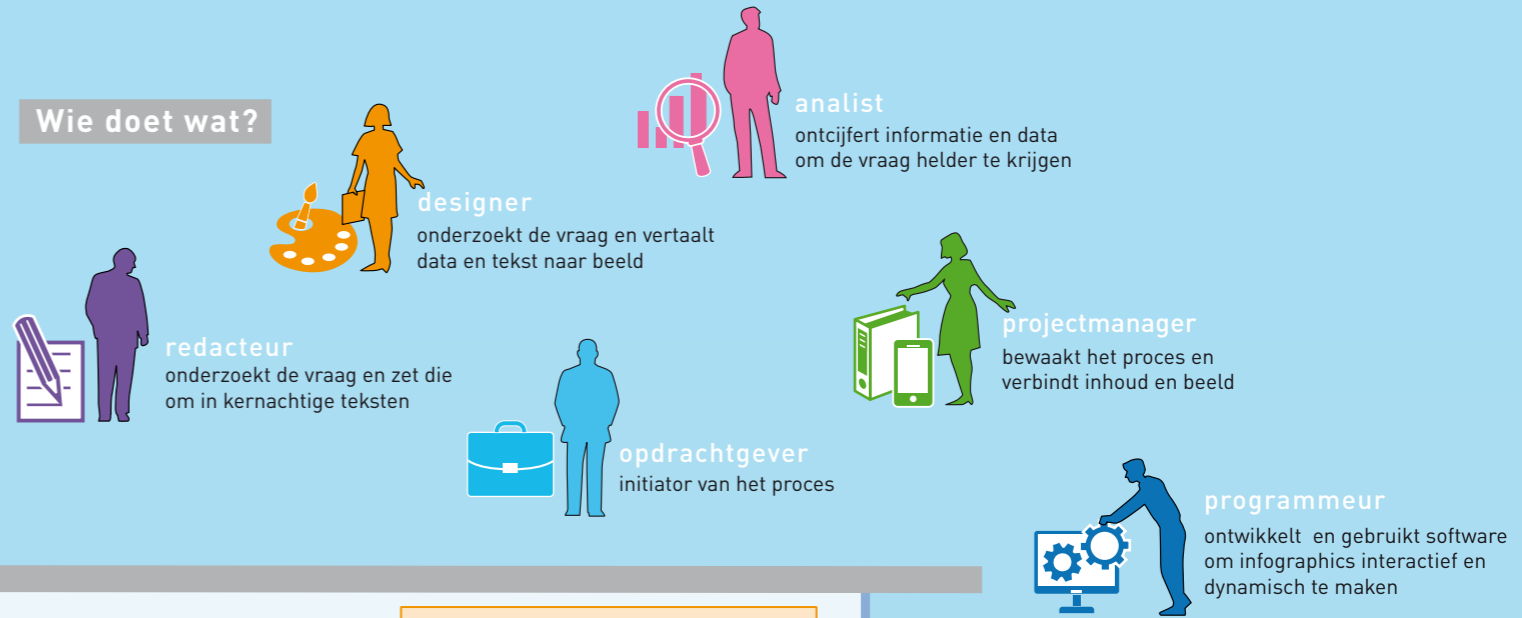 Wie doet wat?
analist
ontcijfert informatie en data
om de vraag helder te krijgen
designer
onderzoekt de vraag en vertaalt
data en tekst naar beeld
projectmanager
bewaakt het proces en
verbindt inhoud en beeld
redacteur
onderzoekt de vraag en zet die
om in kernachtige teksten
opdrachtgever
initiator van het proces
programmeur
ontwikkelt en gebruikt software
om infographics interactief en
dynamisch te maken